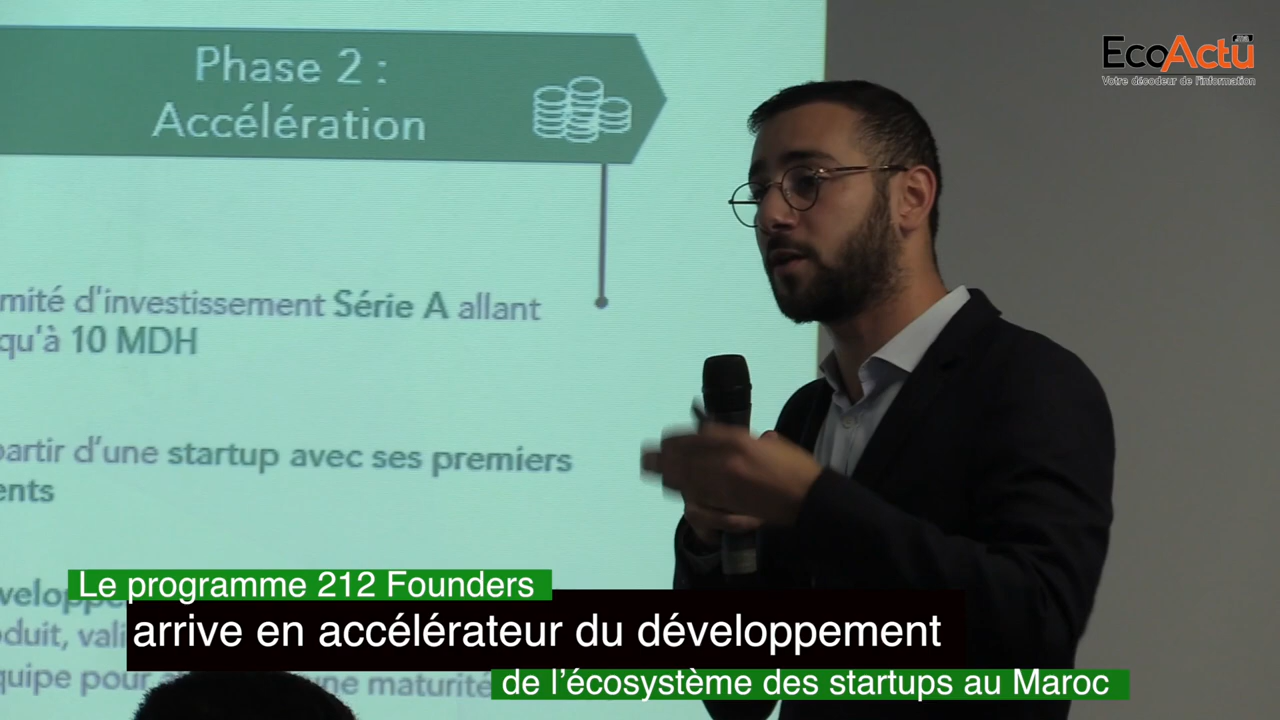 EcoActu
Votre décodeur de l'information
Phase 2 :
Accélération
mité d'investissement Série A allant
qu'à 10 MDH
partir d'une startup avec ses premiers
ents
Le programme 212 Founders
arrive en accélérateur du développement
duit, vali
quipe pour une maturité
de l'écosystème des startups au Maroc